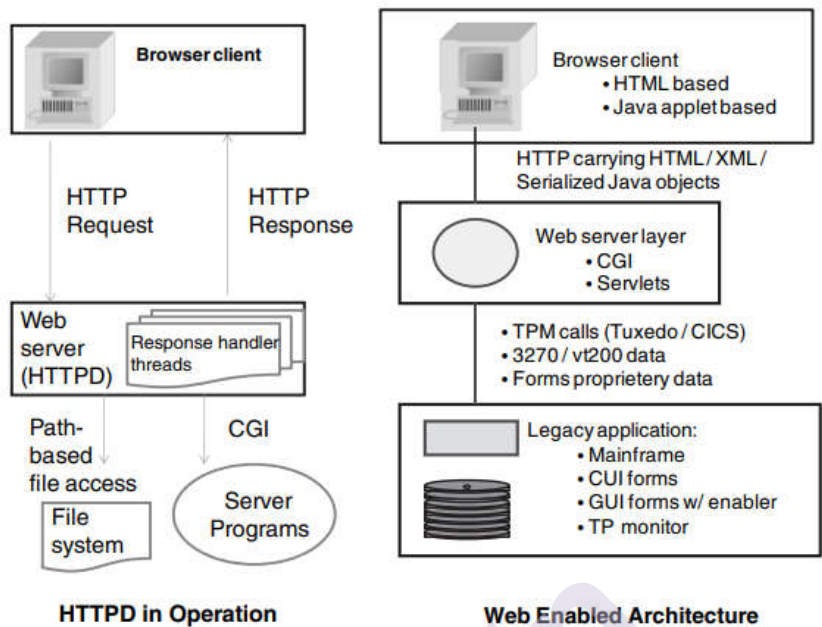 Browser client
HTTP
Request
HTTP
Response
Web
server
(HTTPD)
Response handler
threads
Path-
based
file access
CGI
File
system
Server
Programs
HTTPD in Operation
Browser client
• HTML based
• Java applet based
HTTP carrying HTML / XML /
Serialized Java objects
Web server layer
• CGI
• Servlets
• TPM calls (Tuxedo / CICS)
• 3270 / vt200 data
• Forms proprietery data
Legacy application:
• Mainframe
• CUI forms
• GUI forms w/ enabler
• TP monitor
Web Enabled Architecture